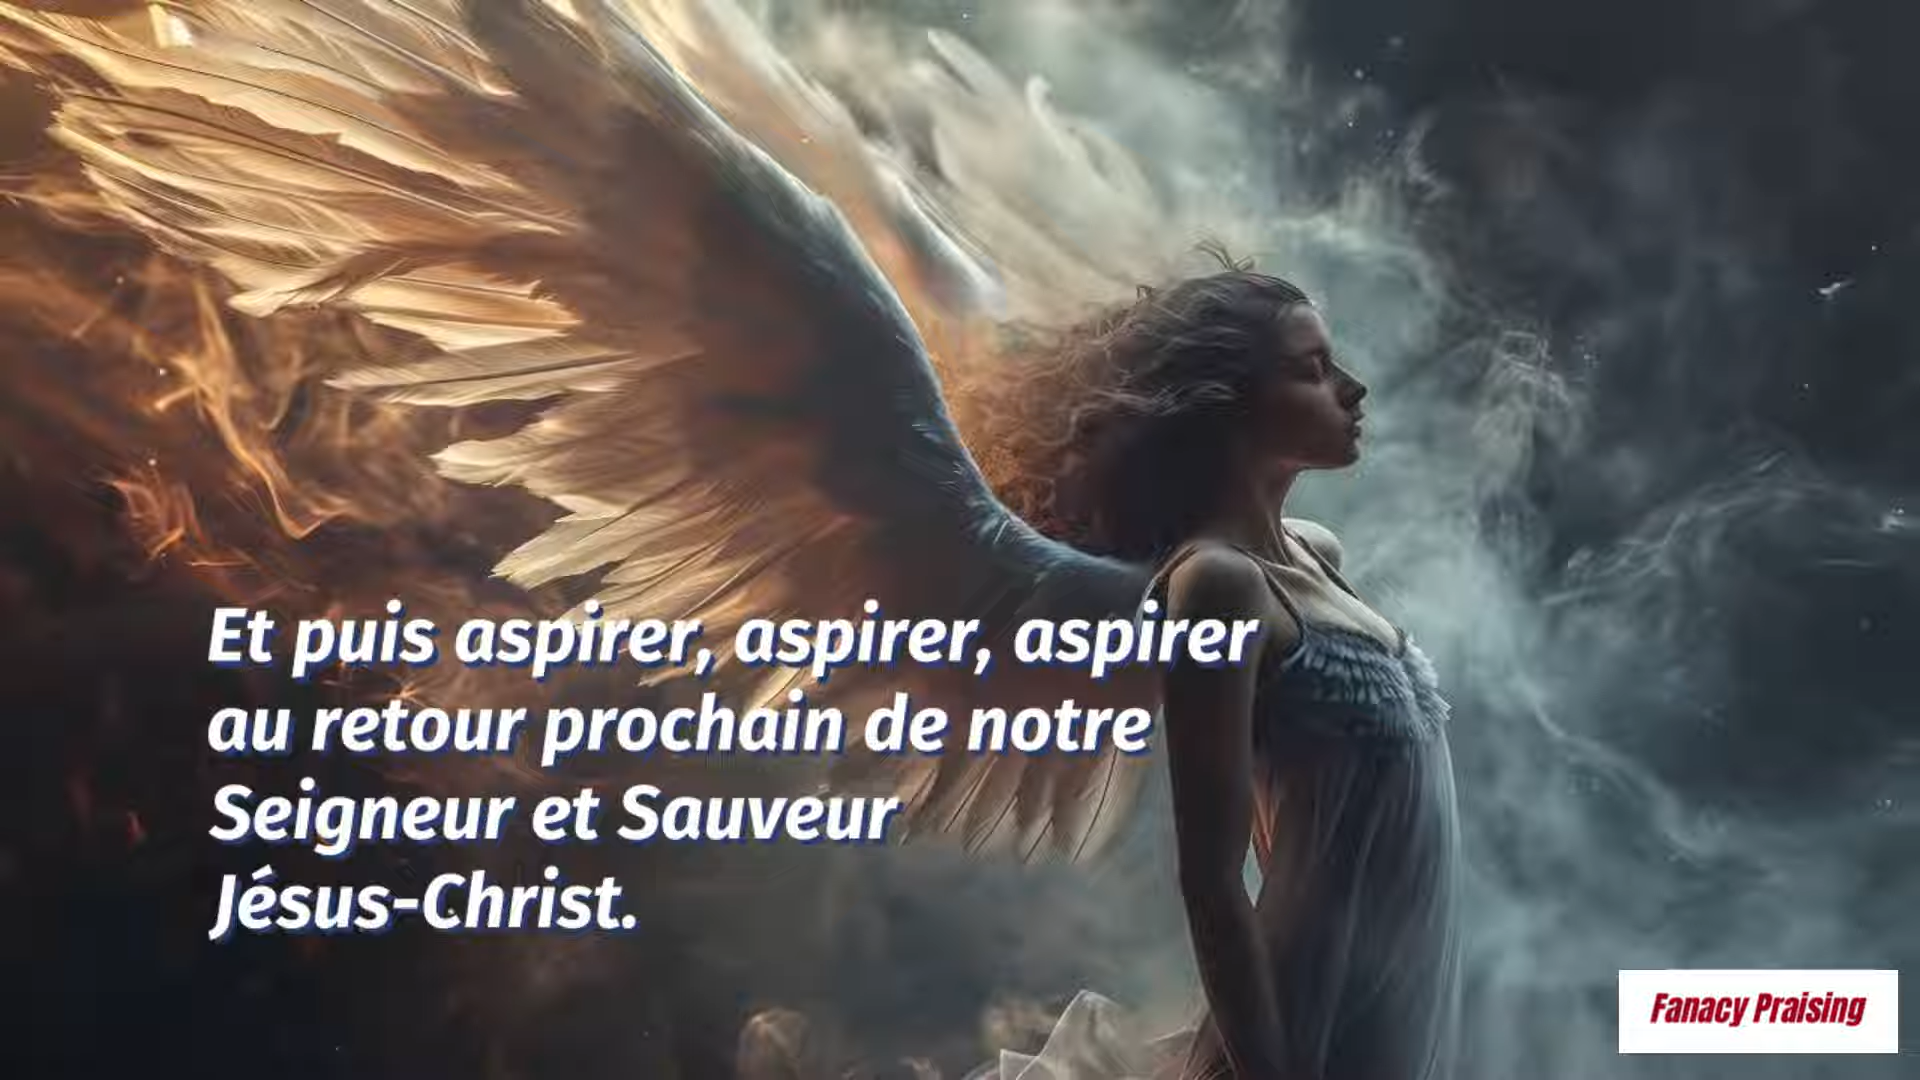 Et puis aspirer, aspirer, aspirer
au retour prochain de notre
Seigneur et Sauveur
Jésus-Christ.
Fanacy Praising